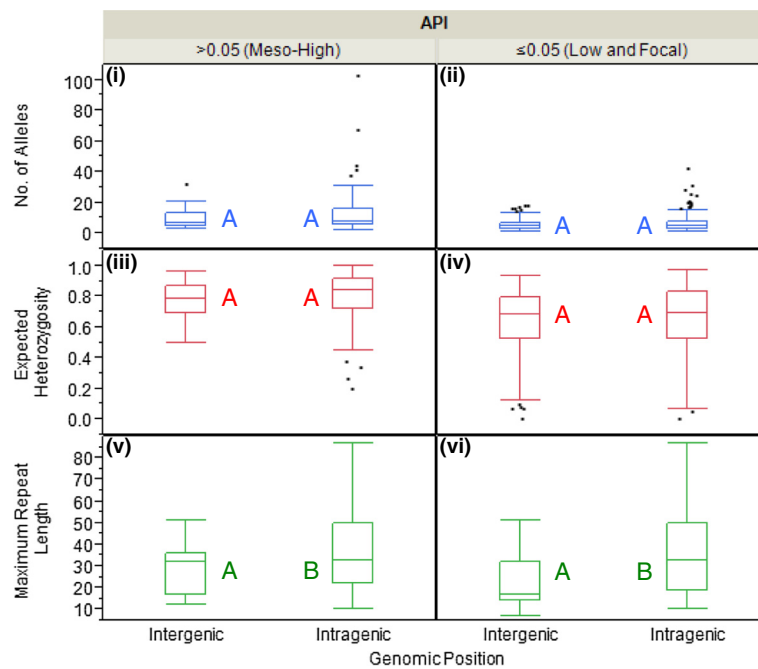 API
>0.05 (Meso-High) ≤0.05 (Low and Focal)
(i) (ii)
No. of Alleles
100
80
60
40
20
0
A A A A
(iii) (iv)
Expected
Heterozygosity
1.0
0.8
0.6
0.4
0.2
0.0
A A A A
(v) (vi)
Maximum Repeat
Length
80
70
60
50
40
30
20
10
A B A B
Intergenic Intragenic Intergenic Intragenic
Genomic Position